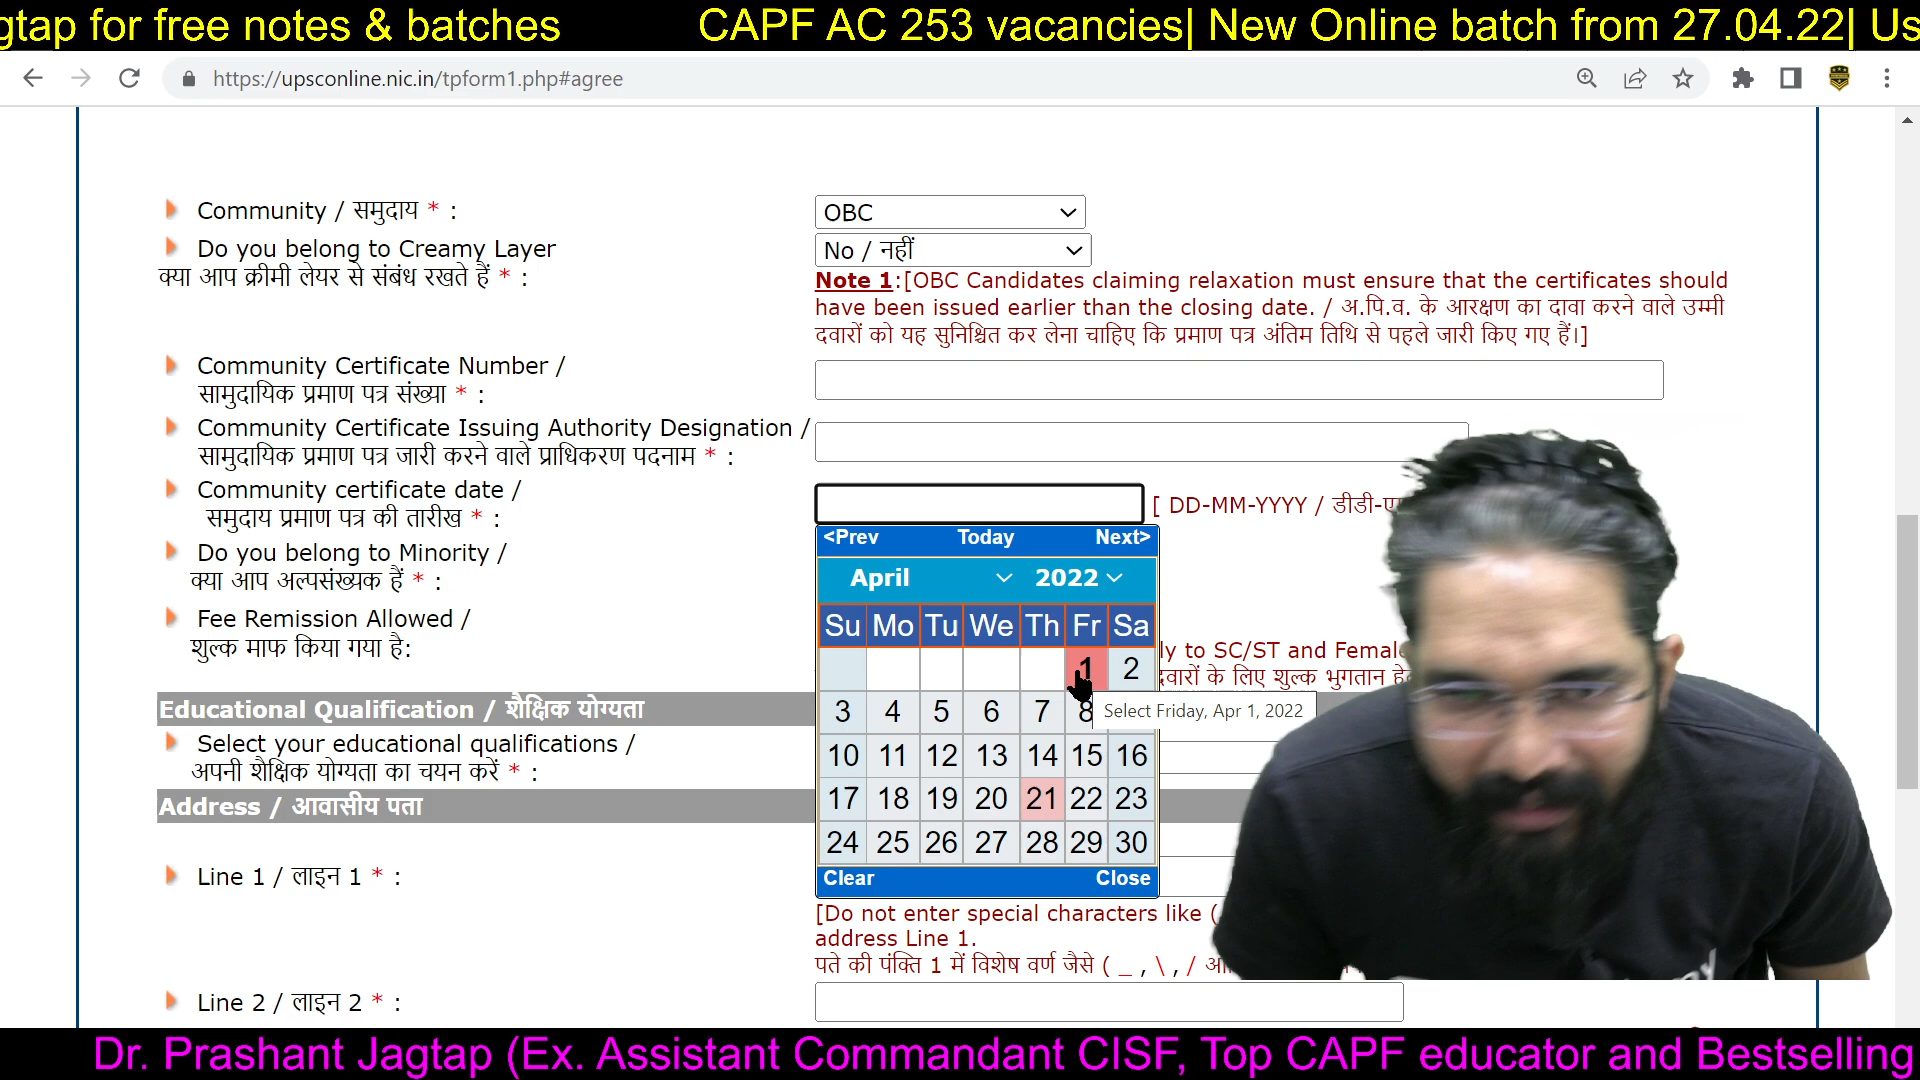 gtap for free notes & batches CAPF AC 253 vacancies| New Online batch from 27.04.22| Us
https://upsconline.nic.in/tpform1.php#agree
Community / समुदाय * :
OBC
Do you belong to Creamy Layer
क्या आप क्रीमी लेयर से संबंध रखते हैं * :
No / नहीं
Note 1:[OBC Candidates claiming relaxation must ensure that the certificates should
have been issued earlier than the closing date. / अ.पि.व. के आरक्षण का दावा करने वाले उम्मी
दवारों को यह सुनिश्चित कर लेना चाहिए कि प्रमाण पत्र अंतिम तिथि से पहले जारी किए गए हैं।]
Community Certificate Number /
सामुदायिक प्रमाण पत्र संख्या * :
Community Certificate Issuing Authority Designation /
सामुदायिक प्रमाण पत्र जारी करने वाले प्राधिकरण पदनाम * :
Community certificate date /
समुदाय प्रमाण पत्र की तारीख * :
[ DD-MM-YYYY / डीडी-
<Prev Today Next>
April 2022
Su Mo Tu We Th Fr Sa
1 2
3 4 5 6 7 8
10 11 12 13 14 15 16
17 18 19 20 21 22 23
24 25 26 27 28 29 30
Clear Close
Select Friday, Apr 1, 2022
Do you belong to Minority /
क्या आप अल्पसंख्यक हैं * :
Fee Remission Allowed /
शुल्क माफ किया गया है:
ly to SC/ST and Female
दवारों के लिए शुल्क भुगतान
Educational Qualification / शैक्षिक योग्यता
Select your educational qualifications /
अपनी शैक्षिक योग्यता का चयन करें * :
Address / आवासीय पता
Line 1 / लाइन 1 * :
[Do not enter special characters like (
address Line 1.
पते की पंक्ति 1 में विशेष वर्ण जैसे ( _ , \ , /
Line 2 / लाइन 2 * :
Dr. Prashant Jagtap (Ex. Assistant Commandant CISF, Top CAPF educator and Bestselling